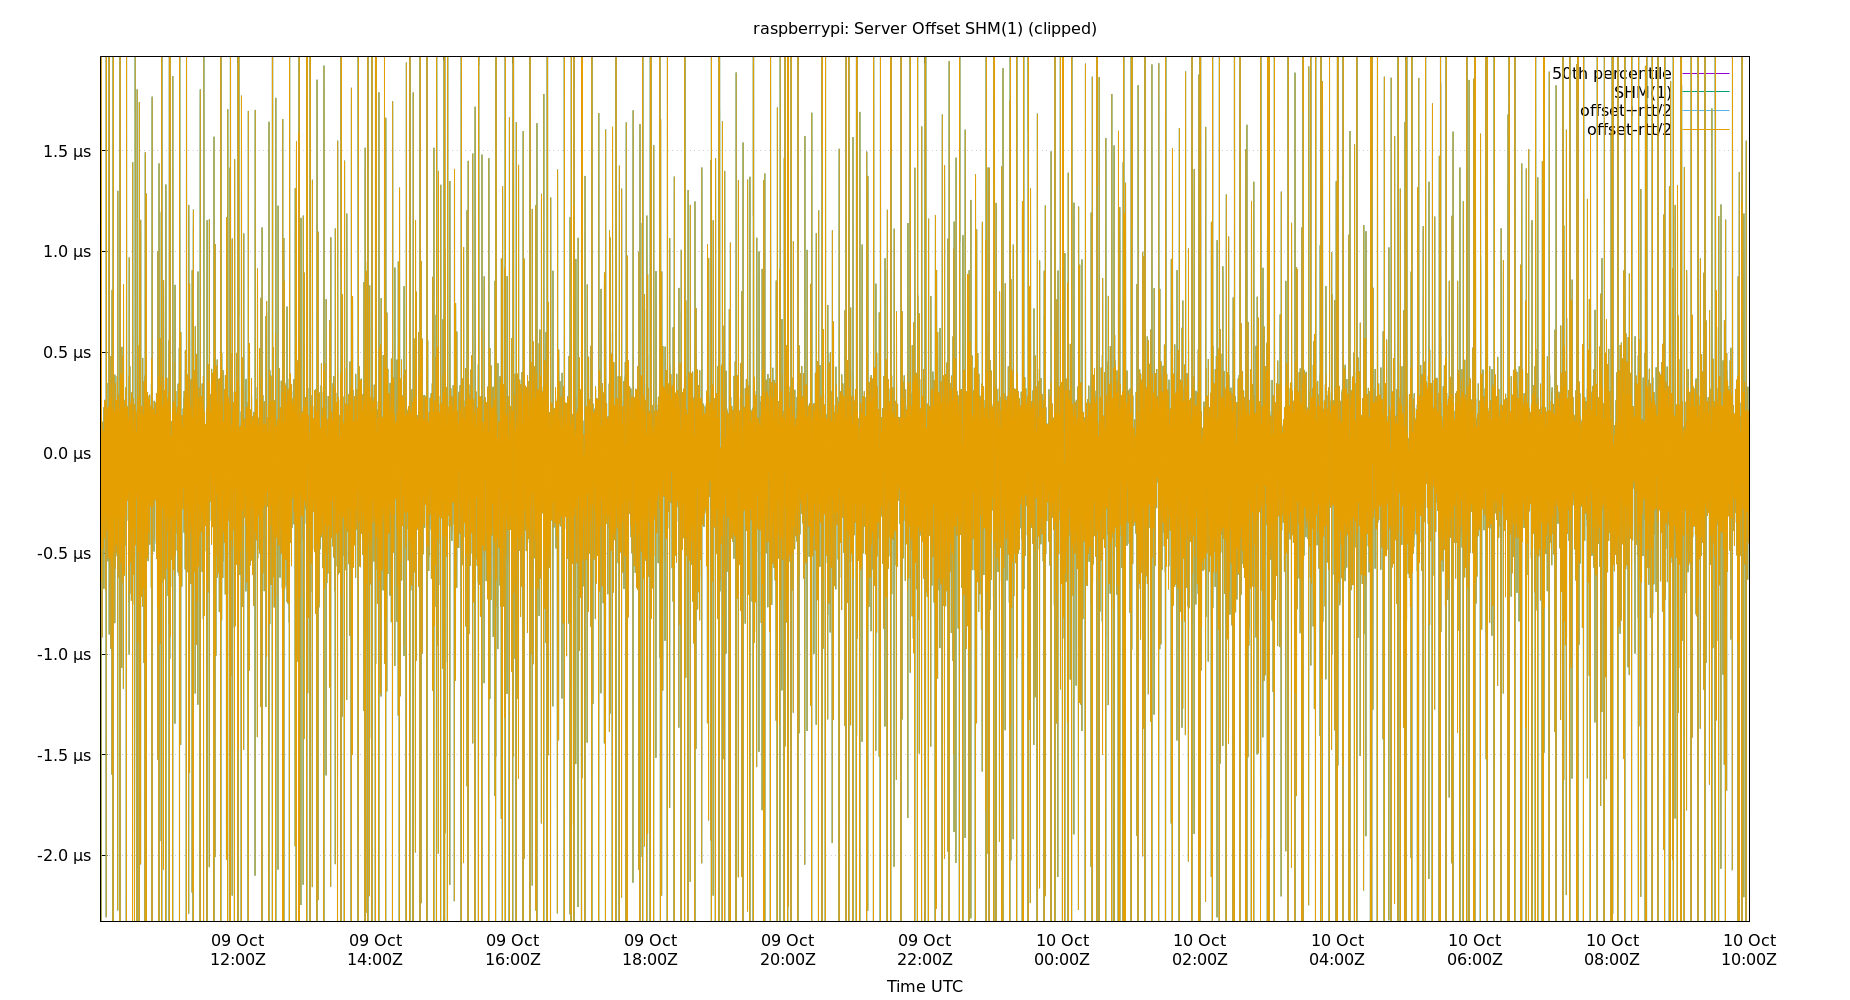 raspberrypi: Server Offset SHM(1) (clipped)
50th percentile
SHM(1)
offset+rtt/2
offset-rtt/2
1.5 µs
1.0 µs
0.5 µs
0.0 µs
-0.5 µs
-1.0 µs
-1.5 µs
-2.0 µs
09 Oct 09 Oct 09 Oct 09 Oct 09 Oct 09 Oct 10 Oct 10 Oct 10 Oct 10 Oct 10 Oct 10 Oct
12:00Z 14:00Z 16:00Z 18:00Z 20:00Z 22:00Z 00:00Z 02:00Z 04:00Z 06:00Z 08:00Z 10:00Z
Time UTC